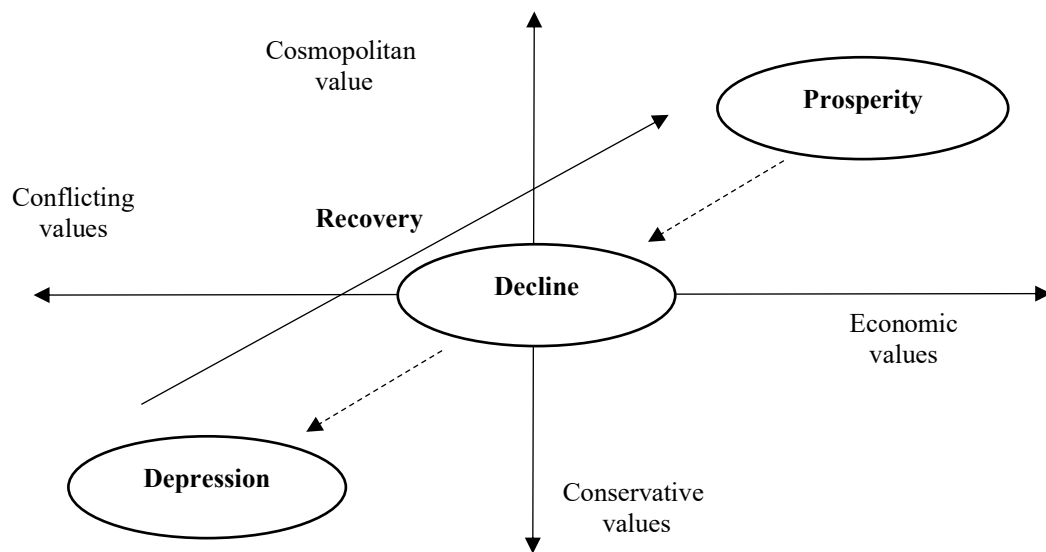 Cosmopolitan
value
Prosperity
Conflicting
values
Recovery
Decline
Economic
values
Depression
Conservative
values